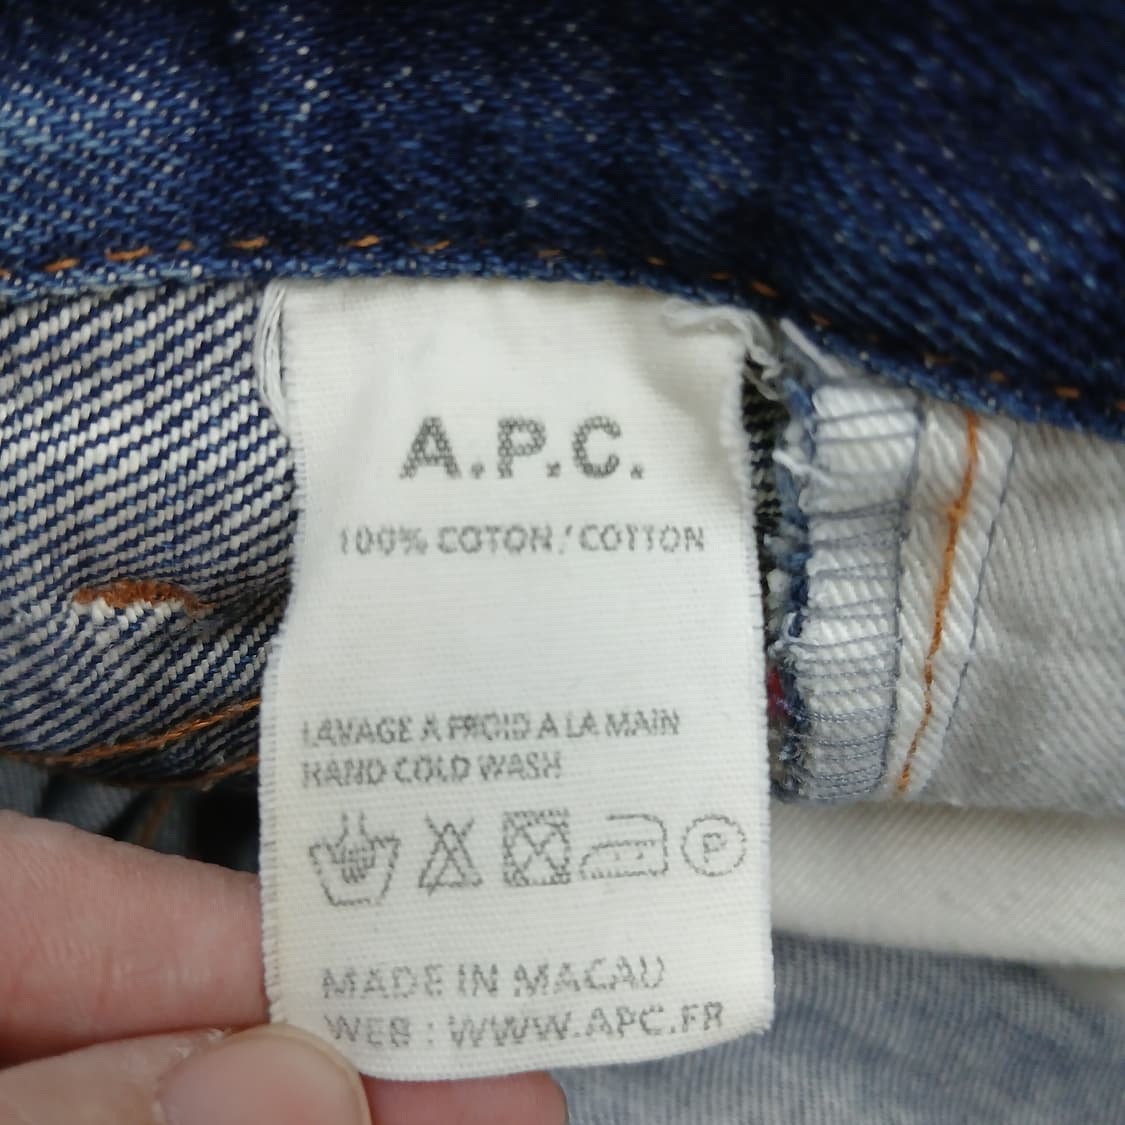 A.P.C.
100% COTON / COTTON
LAVAGE A FROID A LA MAIN
HAND COLD WASH
P
MADE IN MACAU
WEB : WWW.APC.FR